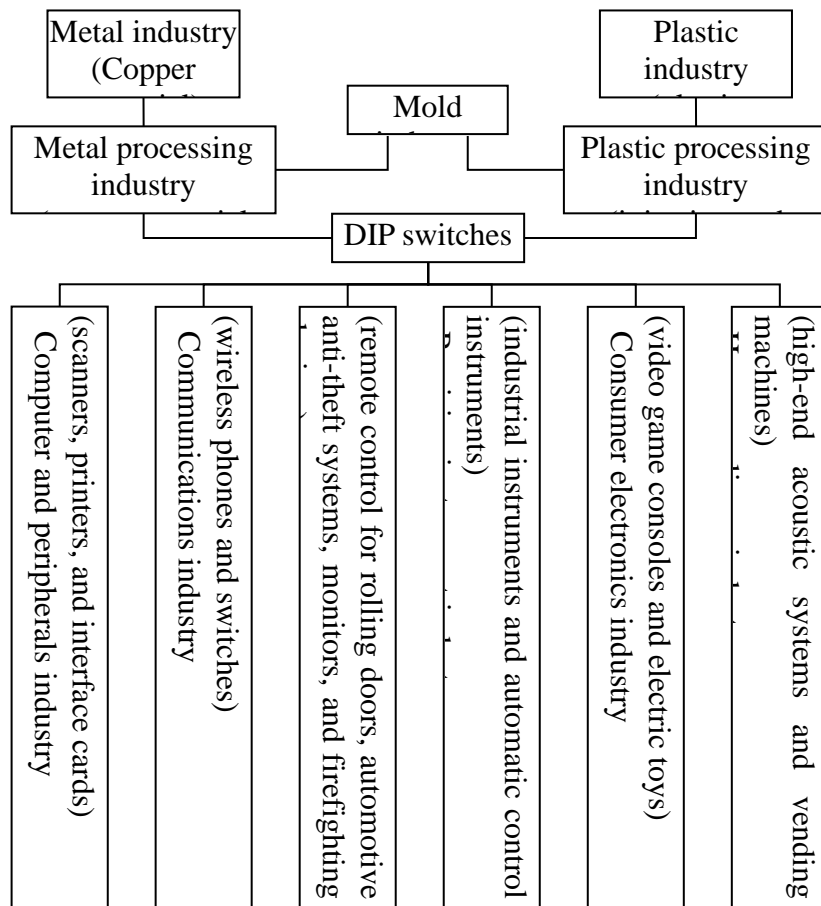 Metal industry
(Copper
Plastic
industry
Mold
Metal processing
industry
Plastic processing
industry
DIP switches
(scanners, printers, and interface cards)
Computer and peripherals industry
(wireless phones and switches)
Communications industry
(remote control for rolling doors, automotive
anti-theft systems, monitors, and firefighting
(industrial instruments and automatic control
instruments)
(video game consoles and electric toys)
Consumer electronics industry
(high-end acoustic systems and vending
machines)